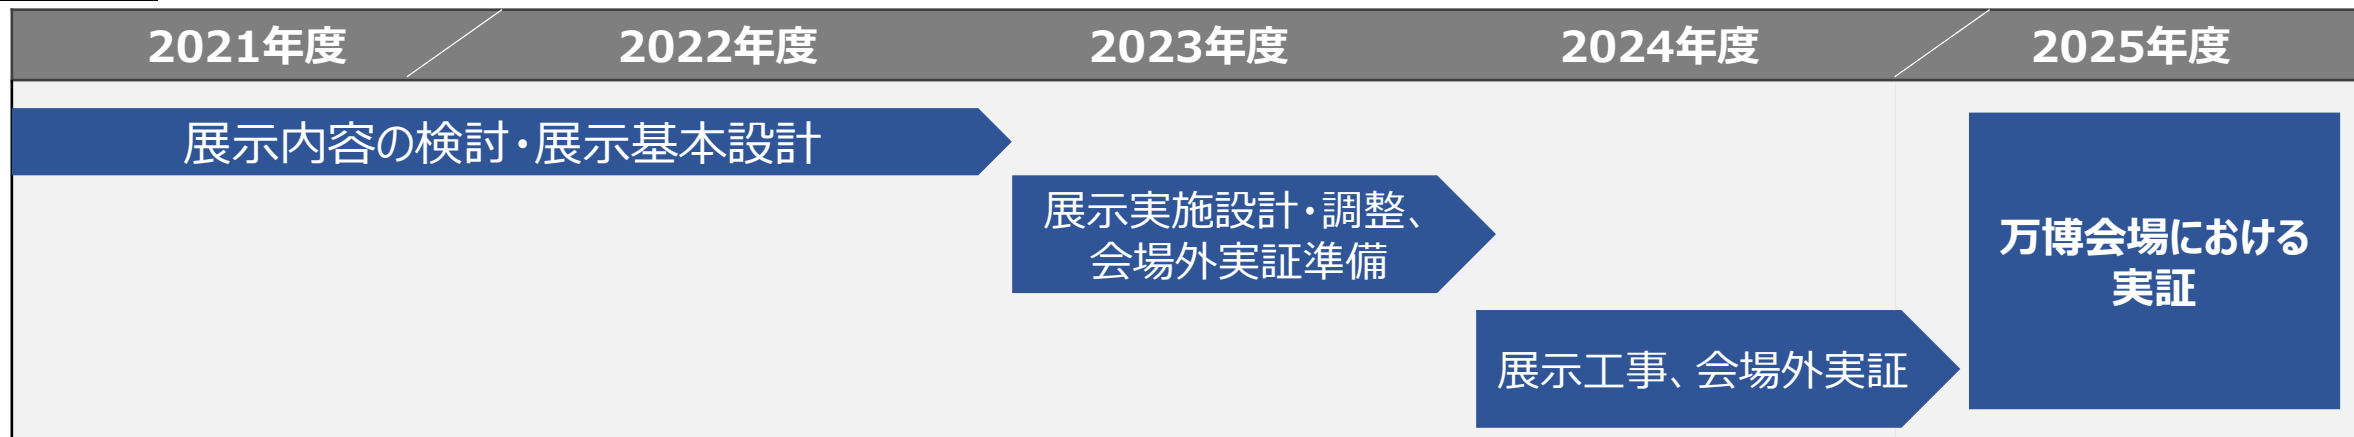 2021年度 2022年度 2023年度 2024年度 2025年度
展示内容の検討・展示基本設計
展示実施設計・調整、
会場外実証準備
展示工事、会場外実証
万博会場における
実証